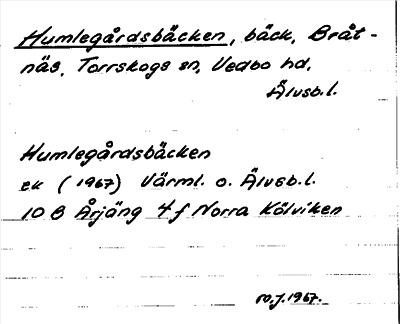 Humlegårdsbäcken, bäck, Bråt-
näs, Torrskogs sn, Vedbo hd,
Älvsb.l.
Humlegårdsbäcken
ek (1967) Värml. o. Älvsb.l.
10 B Årjäng 4f Norra Kölviken
M.J. 1967.